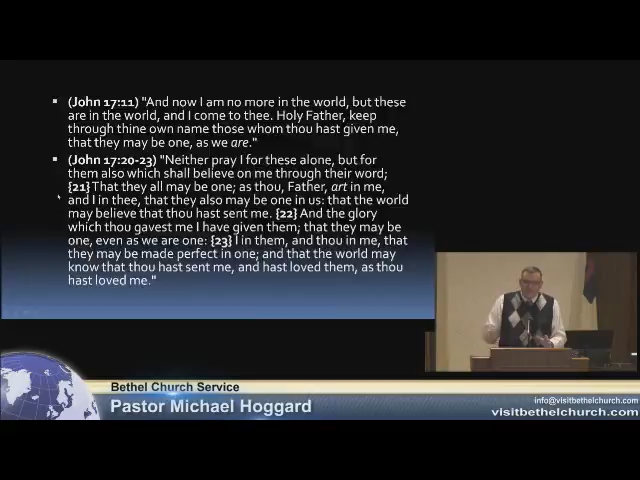 (John 17:11) "And now I am no more in the world, but these
are in the world, and I come to thee. Holy Father, keep
through thine own name those whom thou hast given me,
that they may be one, as we are."
(John 17:20-23) "Neither pray I for these alone, but for
them also which shall believe on me through their word;
{21} That they all may be one; as thou, Father, art in me,
and I in thee, that they also may be one in us: that the world
may believe that thou hast sent me. {22} And the glory
which thou gavest me I have given them; that they may be
one, even as we are one: {23} I in them, and thou in me, that
they may be made perfect in one; and that the world may
know that thou hast sent me, and hast loved them, as thou
hast loved me."
Bethel Church Service
Pastor Michael Hoggard
info@visitbethelchurch.com
visitbethelchurch.com